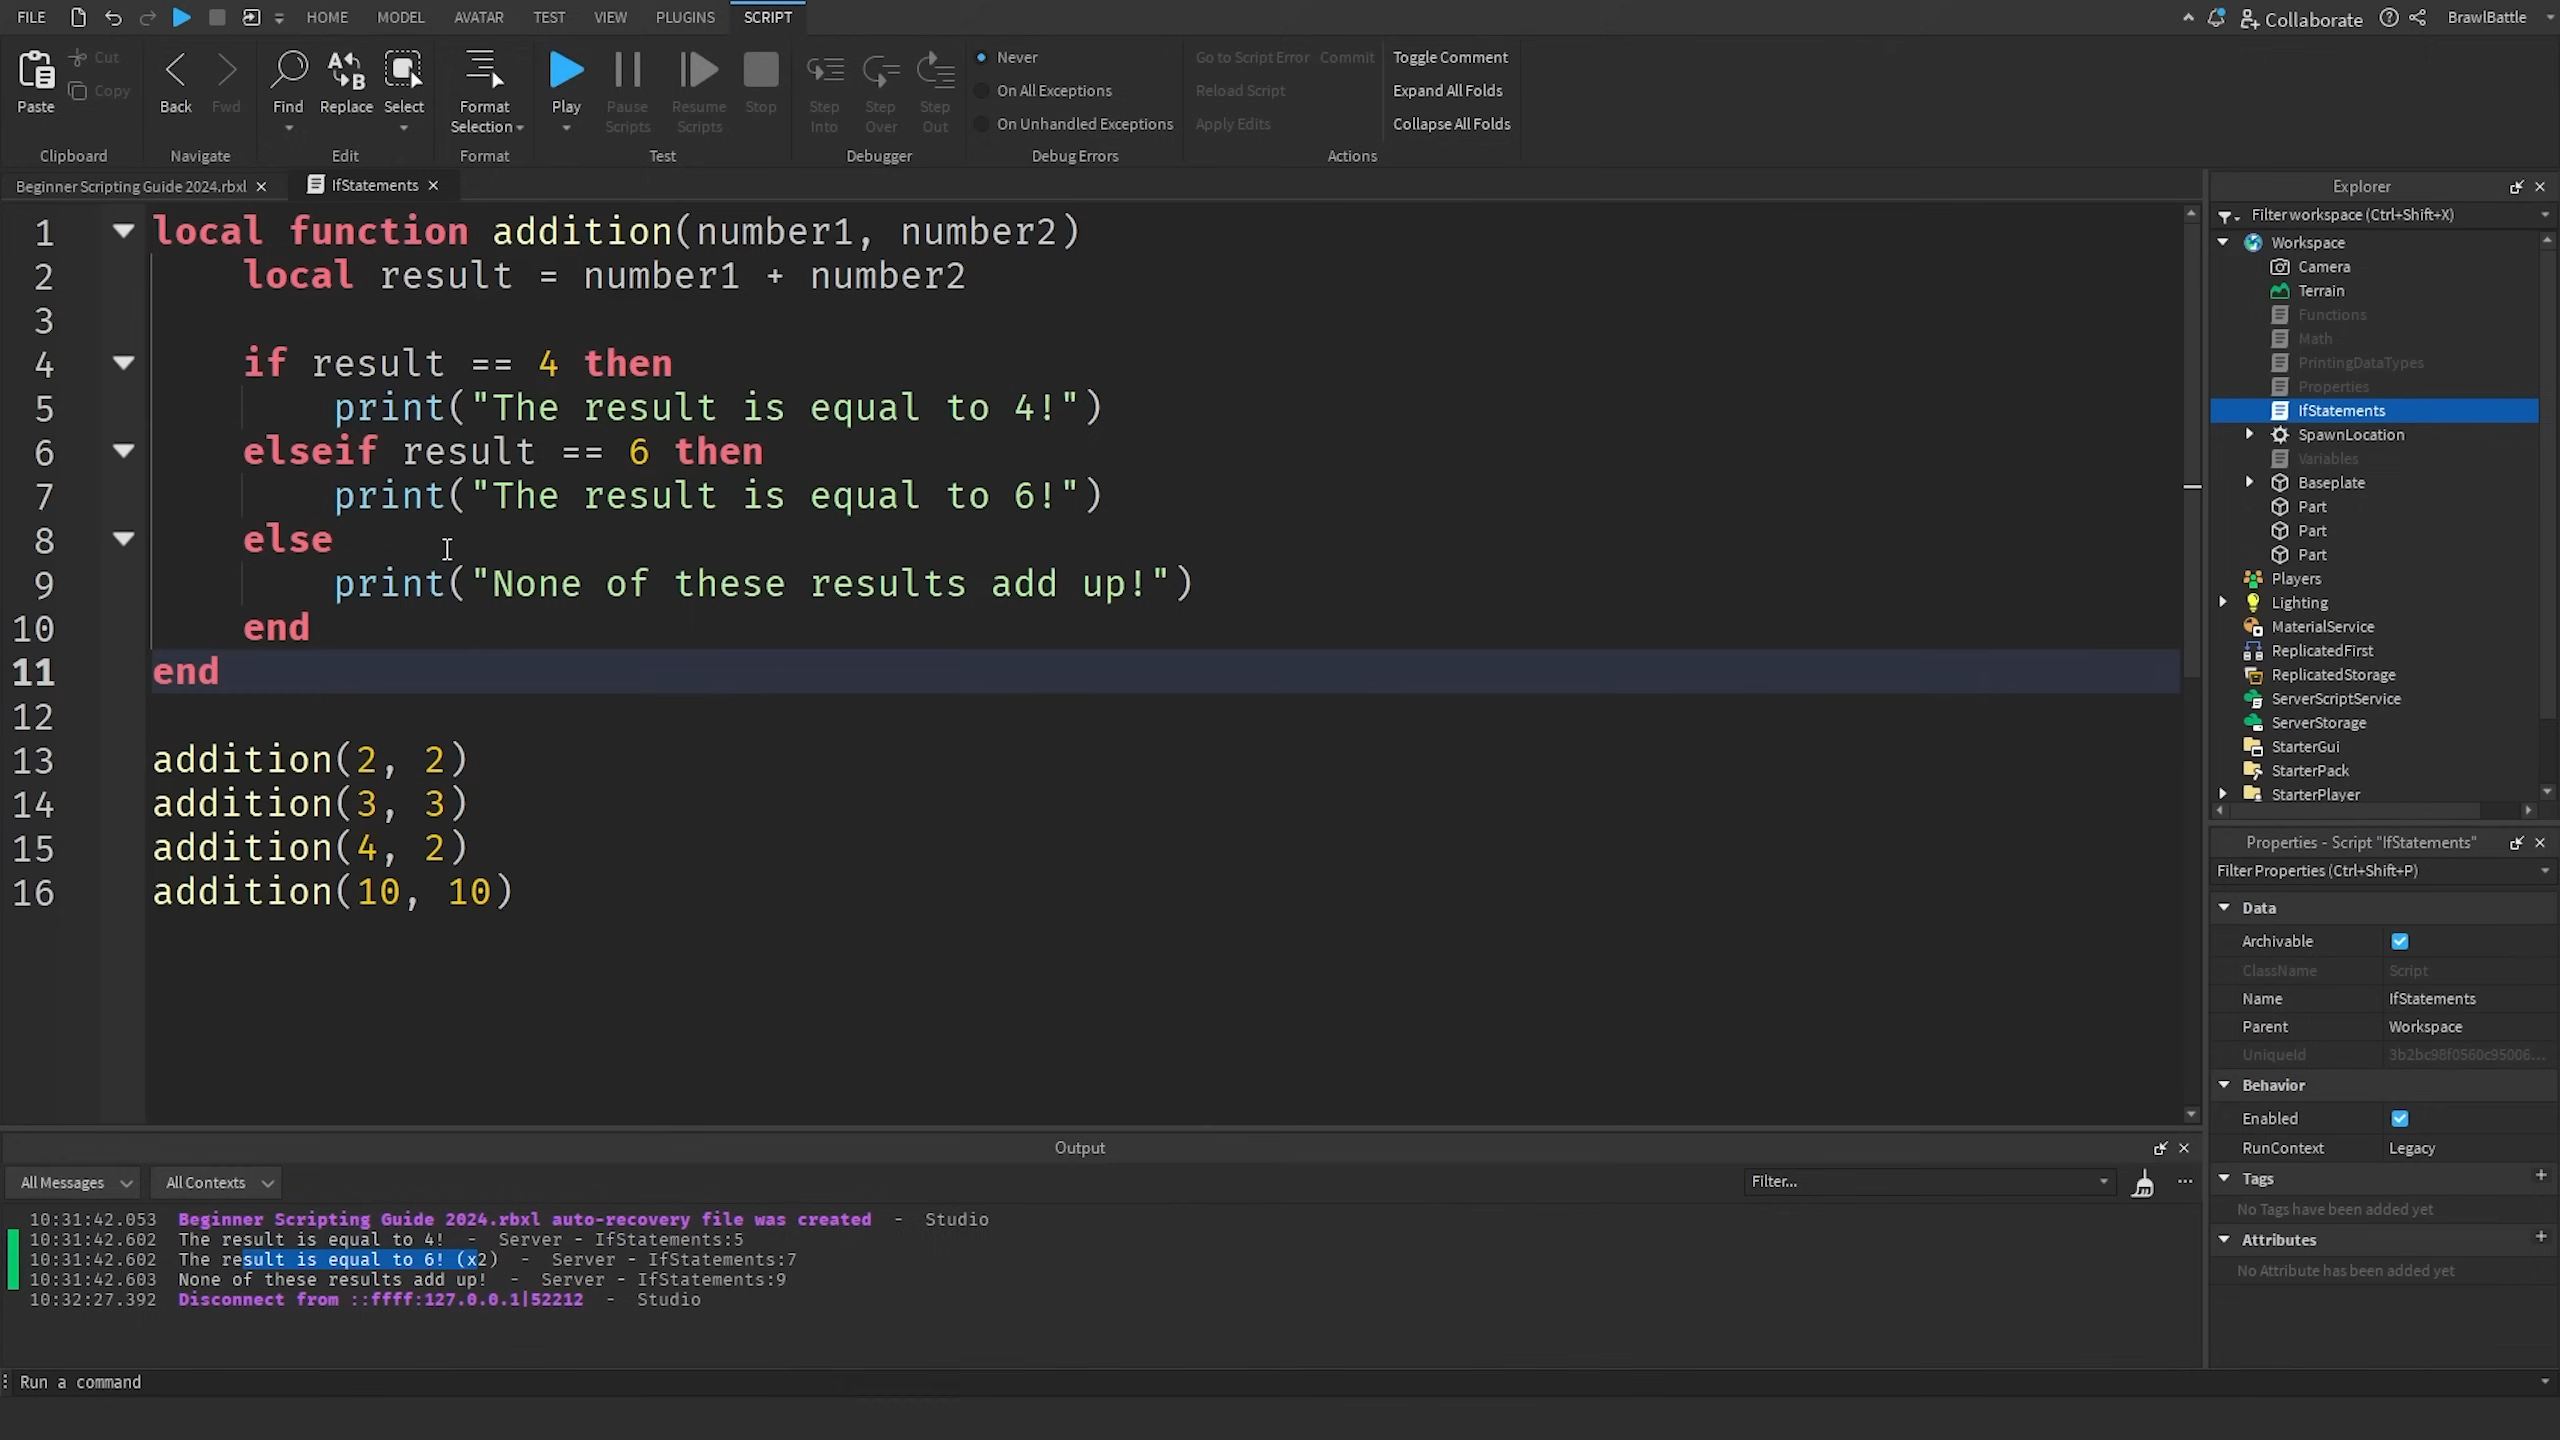 FILE HOME MODEL AVATAR TEST VIEW PLUGINS SCRIPT Collaborate BrawlBattle
Paste Cut Copy
Clipboard
Back Fwd
Navigate
Find Replace Select
Edit
Format Selection
Format
Play Pause Scripts Resume Scripts Stop
Test
Step Into Step Over Step Out
Debugger
Never
On All Exceptions
On Unhandled Exceptions
Debug Errors
Go to Script Error Commit
Reload Script
Apply Edits
Toggle Comment
Expand All Folds
Collapse All Folds
Actions
Beginner Scripting Guide 2024.rbxl IfStatements
1 local function addition(number1, number2)
2 local result = number1 + number2
3
4 if result == 4 then
5 print("The result is equal to 4!")
6 elseif result == 6 then
7 print("The result is equal to 6!")
8 else
9 print("None of these results add up!")
10 end
11 end
12
13 addition(2, 2)
14 addition(3, 3)
15 addition(4, 2)
16 addition(10, 10)
Explorer
Filter workspace (Ctrl+Shift+X)
Workspace
Camera
Terrain
Functions
Math
PrintingDataTypes
Properties
IfStatements
SpawnLocation
Variables
Baseplate
Part
Part
Part
Players
Lighting
MaterialService
ReplicatedFirst
ReplicatedStorage
ServerScriptService
ServerStorage
StarterGui
StarterPack
StarterPlayer
Properties - Script "IfStatements"
Filter Properties (Ctrl+Shift+P)
Data
Archivable
ClassName Script
Name IfStatements
Parent Workspace
UniqueId 3b2bc98f0560c95006...
Behavior
Enabled
RunContext Legacy
Tags
No Tags have been added yet
Attributes
No Attribute has been added yet
Output
All Messages All Contexts Filter...
10:31:42.053 Beginner Scripting Guide 2024.rbxl auto-recovery file was created - Studio
10:31:42.602 The result is equal to 4! - Server - IfStatements:5
10:31:42.602 The result is equal to 6! (x2) - Server - IfStatements:7
10:31:42.603 None of these results add up! - Server - IfStatements:9
10:32:27.392 Disconnect from ::ffff:127.0.0.1|52212 - Studio
Run a command